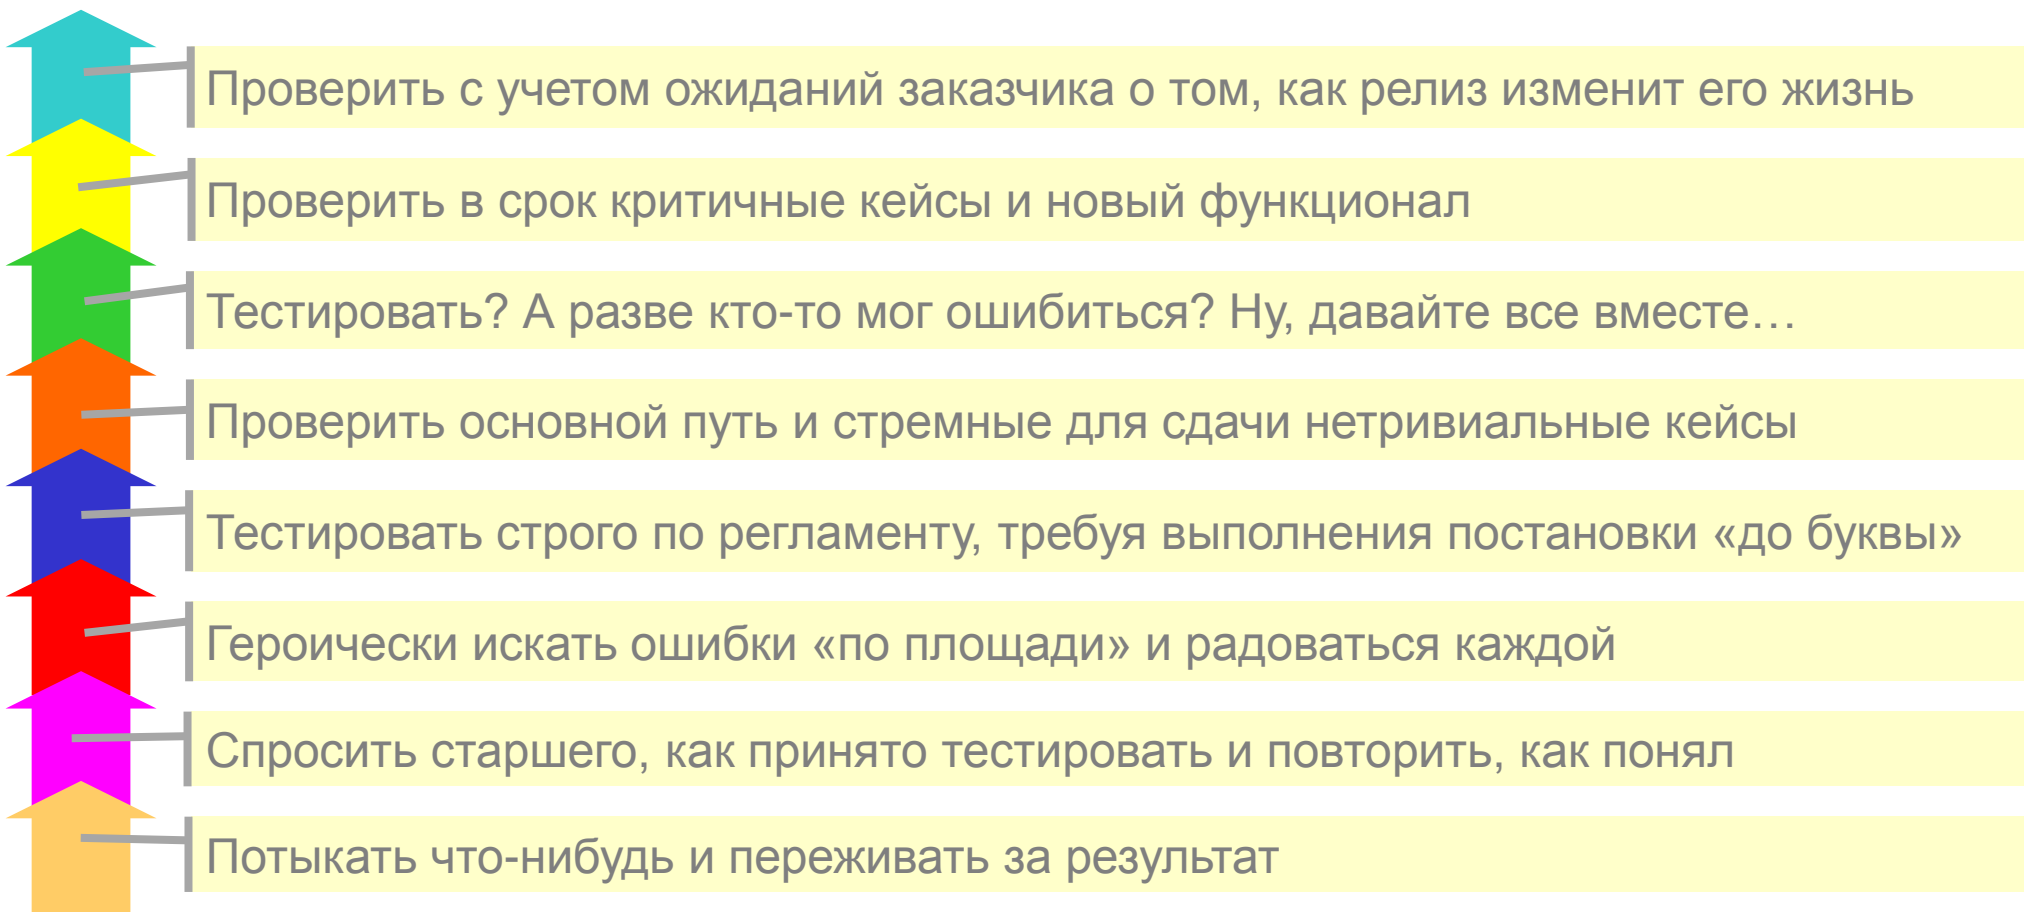 Проверить с учетом ожиданий заказчика о том, как релиз изменит его жизнь
Проверить в срок критичные кейсы и новый функционал
Тестировать? А разве кто-то мог ошибиться? Ну, давайте все вместе…
Проверить основной путь и стремные для сдачи нетривиальные кейсы
Тестировать строго по регламенту, требуя выполнения постановки «до буквы»
Героически искать ошибки «по площади» и радоваться каждой
Спросить старшего, как принято тестировать и повторить, как понял
Потыкать что-нибудь и переживать за результат